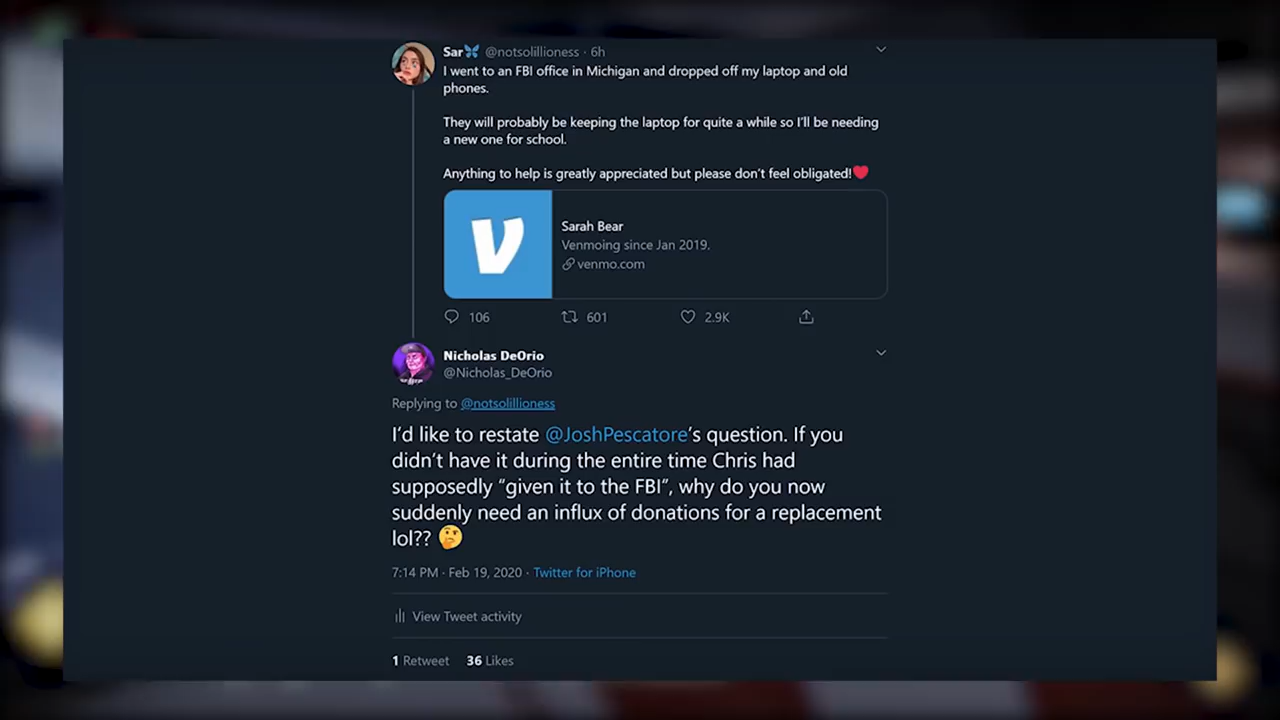 Sar🦋 @notsolillioness · 6h
I went to an FBI office in Michigan and dropped off my laptop and old
phones.
They will probably be keeping the laptop for quite a while so I'll be needing
a new one for school.
Anything to help is greatly appreciated but please don't feel obligated!❤️
Sarah Bear
Venmoing since Jan 2019.
venmo.com
106 601 2.9K
Nicholas DeOrio
@Nicholas_DeOrio
Replying to @notsolillioness
I'd like to restate @JoshPescatore's question. If you
didn't have it during the entire time Chris had
supposedly “given it to the FBI”, why do you now
suddenly need an influx of donations for a replacement
lol?? 🤔
7:14 PM · Feb 19, 2020 · Twitter for iPhone
View Tweet activity
1 Retweet 36 Likes